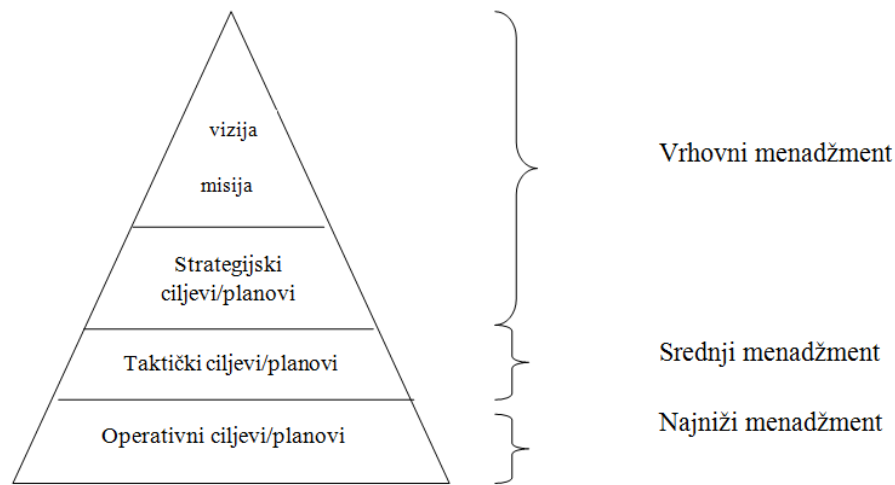 vizija
misija
Vrhovni menadžment
Strategijski
ciljevi/planovi
Taktički ciljevi/planovi
Srednji menadžment
Operativni ciljevi/planovi
Najniži menadžment